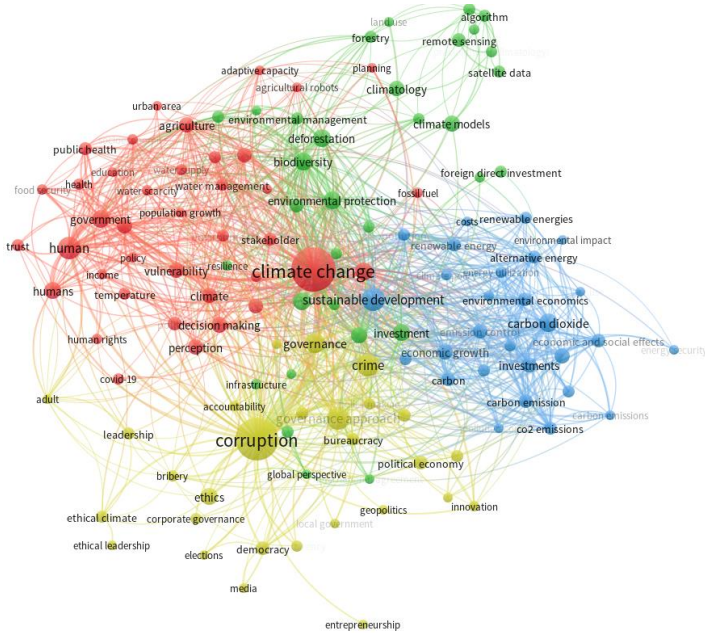 land use
algorithm
forestry
remote sensing
adaptive capacity
planning
satellite data
agricultural robots
climatology
urban area
agriculture
environmental management
climate models
deforestation
public health
biodiversity
education
water supply
foreign direct investment
food security
health
water scarcity
water management
fossil fuel
environmental protection
population growth
government
costs
renewable energies
trust
human
stakeholder
renewable energy
environmental impact
policy
resilience
alternative energy
income
vulnerability
climate change
energy utilization
humans
temperature
climate
sustainable development
environmental economics
decision making
carbon dioxide
human rights
governance
investment
emission control
economic and social effects
perception
economic growth
energy security
crime
investments
covid-19
infrastructure
carbon
adult
accountability
carbon emission
governance approach
carbon emissions
leadership
corruption
bureaucracy
co2 emissions
bribery
global perspective
political economy
ethics
geopolitics
innovation
ethical climate
corporate governance
local government
ethical leadership
elections
democracy
media
entrepreneurship